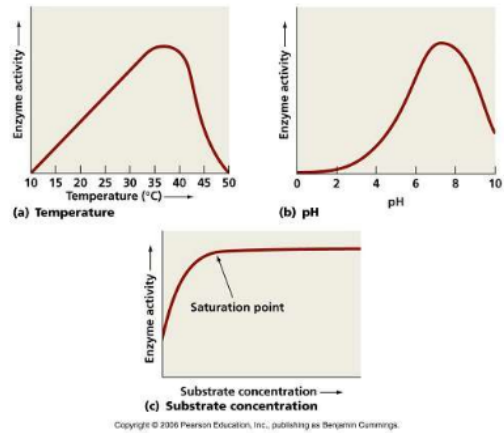 Enzyme activity
10 15 20 25 30 35 40 45 50
Temperature (°C)
(a) Temperature
Enzyme activity
0 2 4 6 8 10
pH
(b) pH
Enzyme activity
Saturation point
Substrate concentration
(c) Substrate concentration
Copyright © 2006 Pearson Education, Inc., publishing as Benjamin Cummings.